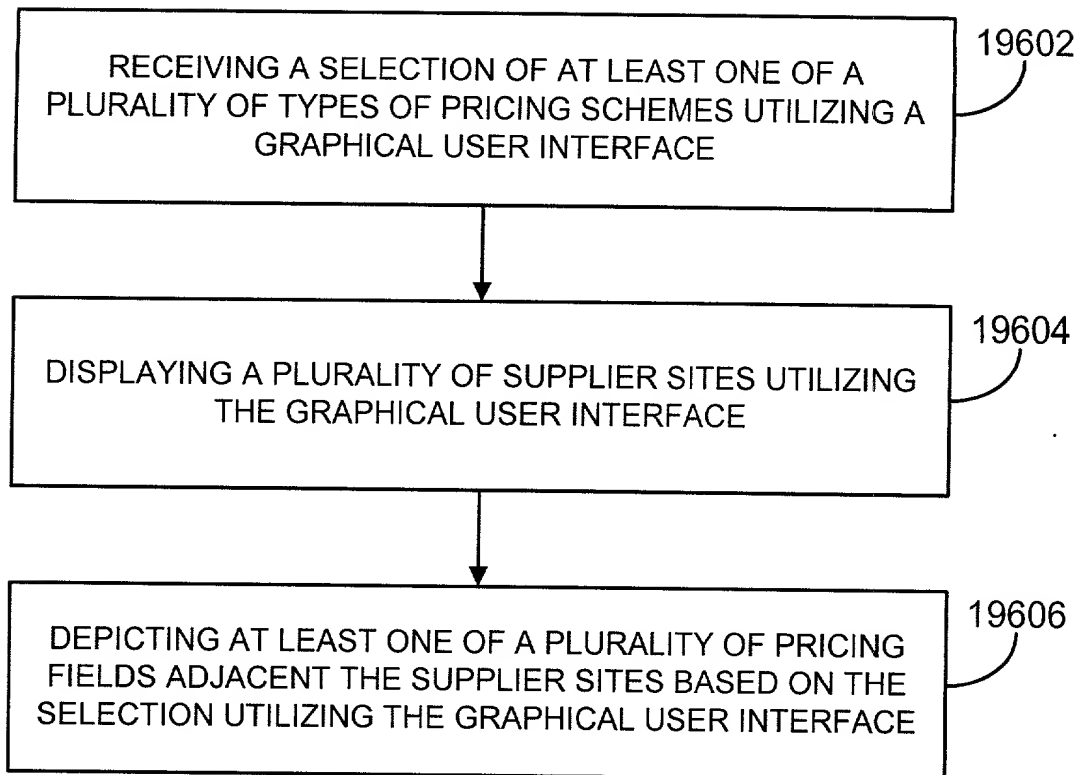 19602
RECEIVING A SELECTION OF AT LEAST ONE OF A
PLURALITY OF TYPES OF PRICING SCHEMES UTILIZING A
GRAPHICAL USER INTERFACE
19604
DISPLAYING A PLURALITY OF SUPPLIER SITES UTILIZING
THE GRAPHICAL USER INTERFACE
19606
DEPICTING AT LEAST ONE OF A PLURALITY OF PRICING
FIELDS ADJACENT THE SUPPLIER SITES BASED ON THE
SELECTION UTILIZING THE GRAPHICAL USER INTERFACE